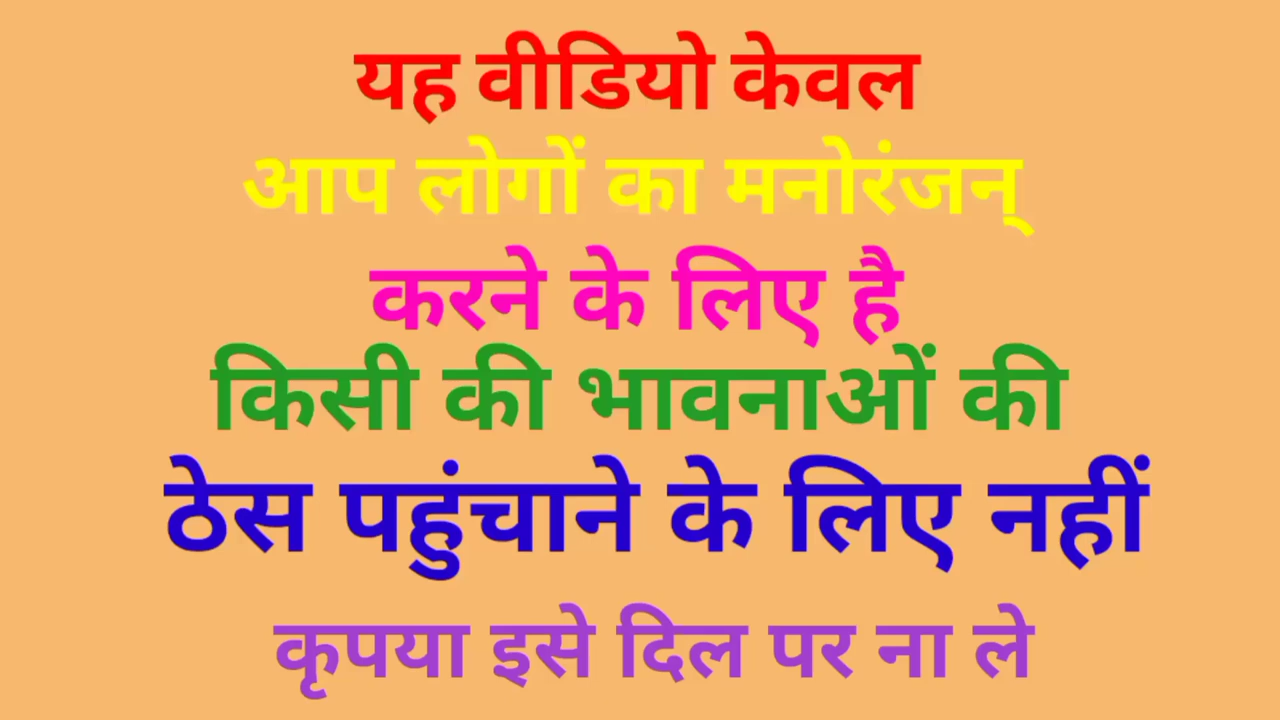 यह वीडियो केवल
आप लोगों का मनोरंजन्
करने के लिए है
किसी की भावनाओं की
ठेस पहुंचाने के लिए नहीं
कृपया इसे दिल पर ना ले